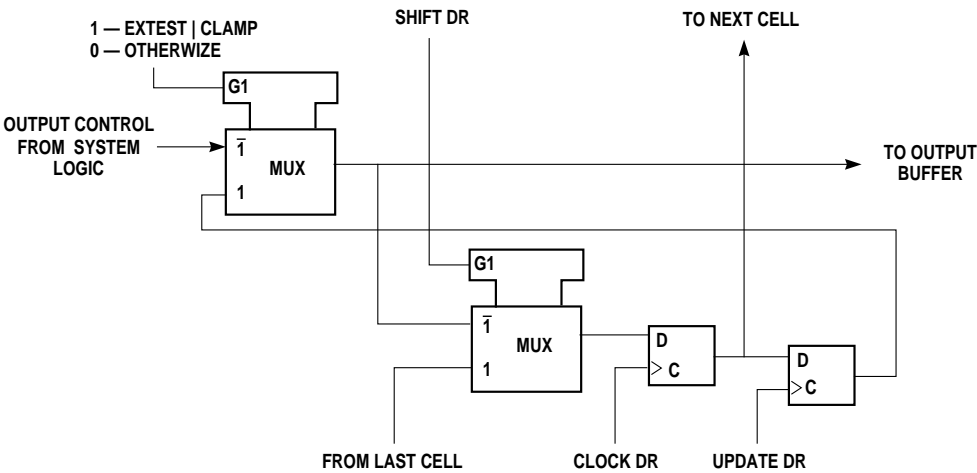 SHIFT DR
TO NEXT CELL
1 — EXTEST | CLAMP
0 — OTHERWIZE
G1
OUTPUT CONTROL
FROM SYSTEM
LOGIC
1̅
MUX
1
TO OUTPUT
BUFFER
G1
1̅
MUX
1
D
C
D
C
FROM LAST CELL
CLOCK DR
UPDATE DR